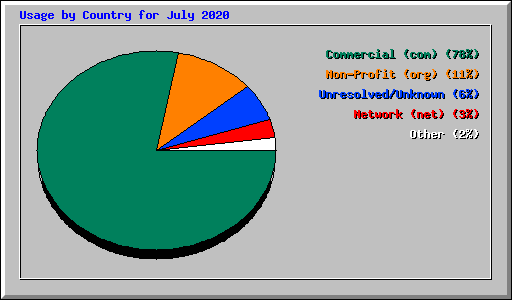 Usage by Country for July 2020
Commercial (com) (78%)
Non-Profit (org) (11%)
Unresolved/Unknown (6%)
Network (net) (3%)
Other (2%)